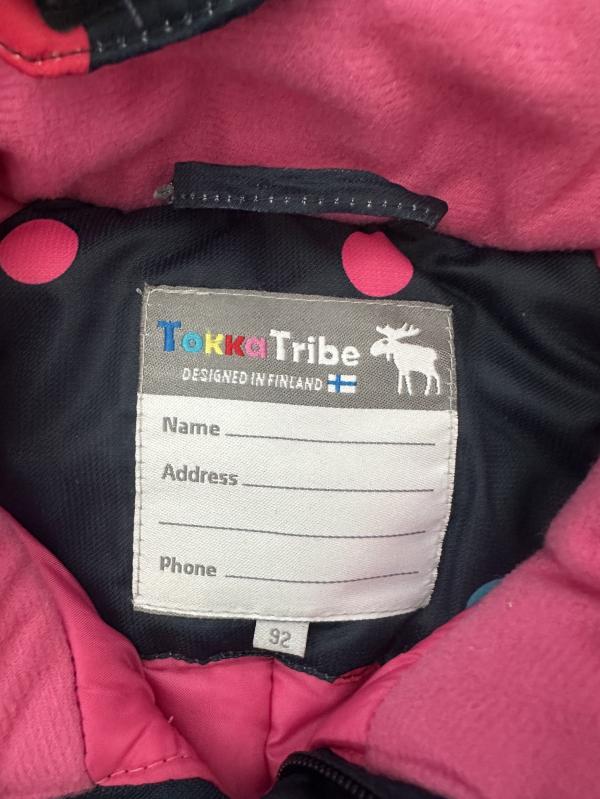 TokkaTribe
DESIGNED IN FINLAND
Name
Address
Phone
92